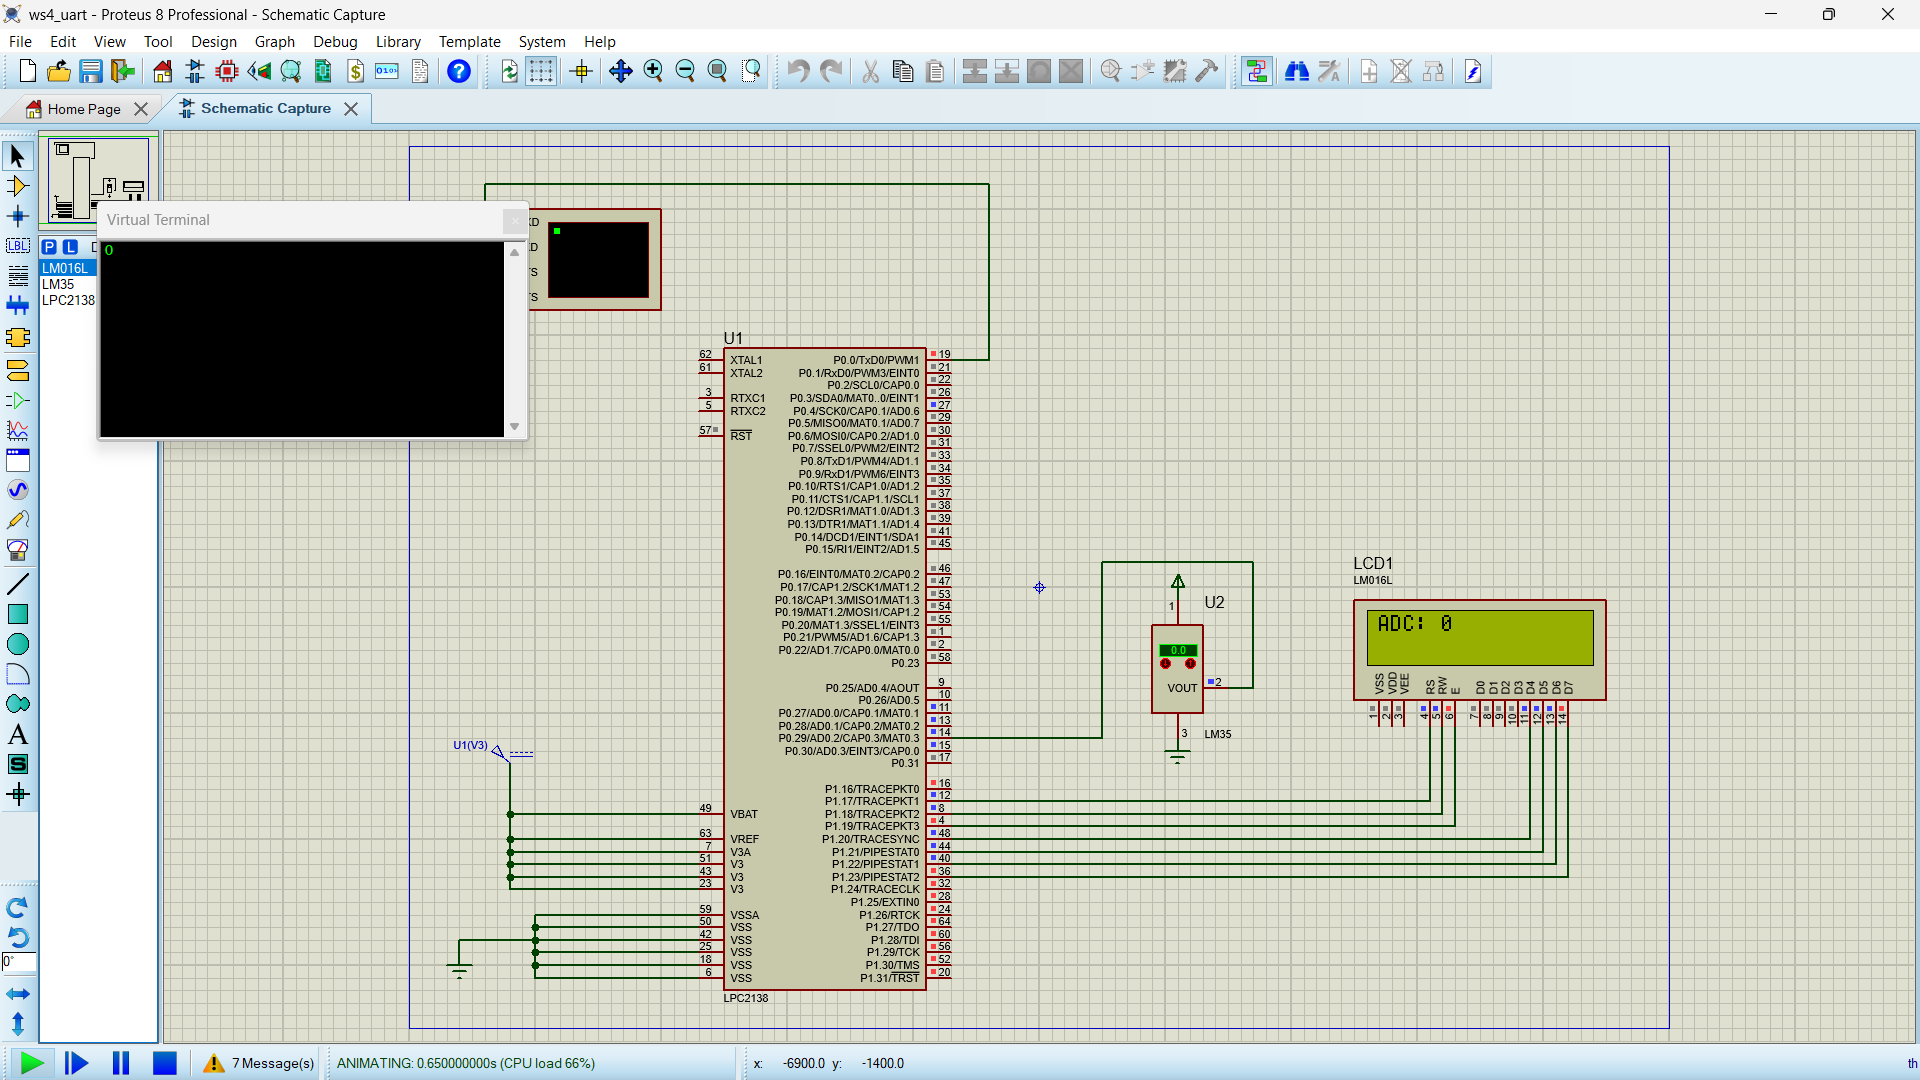 ws4_uart - Proteus 8 Professional - Schematic Capture
File Edit View Tool Design Graph Debug Library Template System Help
Home Page
Schematic Capture
Virtual Terminal
0
P L
LM016L
LM35
LPC2138
LBL
U1
62 XTAL1
61 XTAL2
3 RTXC1
5 RTXC2
57 RST
P0.0/TxD0/PWM1 19
P0.1/RxD0/PWM3/EINT0 21
P0.2/SCL0/CAP0.0 22
P0.3/SDA0/MAT0..0/EINT1 26
P0.4/SCK0/CAP0.1/AD0.6 27
P0.5/MISO0/MAT0.1/AD0.7 29
P0.6/MOSI0/CAP0.2/AD1.0 30
P0.7/SSEL0/PWM2/EINT2 31
P0.8/TxD1/PWM4/AD1.1 33
P0.9/RxD1/PWM6/EINT3 34
P0.10/RTS1/CAP1.0/AD1.2 35
P0.11/CTS1/CAP1.1/SCL1 37
P0.12/DSR1/MAT1.0/AD1.3 38
P0.13/DTR1/MAT1.1/AD1.4 39
P0.14/DCD1/EINT1/SDA1 41
P0.15/RI1/EINT2/AD1.5 45
P0.16/EINT0/MAT0.2/CAP0.2 46
P0.17/CAP1.2/SCK1/MAT1.2 47
P0.18/CAP1.3/MISO1/MAT1.3 53
P0.19/MAT1.2/MOSI1/CAP1.2 54
P0.20/MAT1.3/SSEL1/EINT3 55
P0.21/PWM5/AD1.6/CAP1.3 1
P0.22/AD1.7/CAP0.0/MAT0.0 2
P0.23 58
P0.25/AD0.4/AOUT 9
P0.26/AD0.5 10
P0.27/AD0.0/CAP0.1/MAT0.1 11
P0.28/AD0.1/CAP0.2/MAT0.2 13
P0.29/AD0.2/CAP0.3/MAT0.3 14
P0.30/AD0.3/EINT3/CAP0.0 15
P0.31 17
P1.16/TRACEPKT0 16
P1.17/TRACEPKT1 12
P1.18/TRACEPKT2 8
P1.19/TRACEPKT3 4
P1.20/TRACESYNC 48
P1.21/PIPESTAT0 44
P1.22/PIPESTAT1 40
P1.23/PIPESTAT2 36
P1.24/TRACECLK 32
P1.25/EXTIN0 28
P1.26/RTCK 24
P1.27/TDO 64
P1.28/TDI 60
P1.29/TCK 56
P1.30/TMS 52
P1.31/TRST 20
U1(V3)
49 VBAT
63 VREF
7 V3A
51 V3
43 V3
23 V3
59 VSSA
50 VSS
42 VSS
25 VSS
18 VSS
6 VSS
LPC2138
U2
1
0.0
VOUT 2
3
LM35
LCD1
LM016L
ADC: 0
VSS VDD VEE RS RW E D0 D1 D2 D3 D4 D5 D6 D7
1 2 3 4 5 6 7 8 9 10 11 12 13 14
0°
7 Message(s)
ANIMATING: 0.650000000s (CPU load 66%)
x: -6900.0 y: -1400.0
th